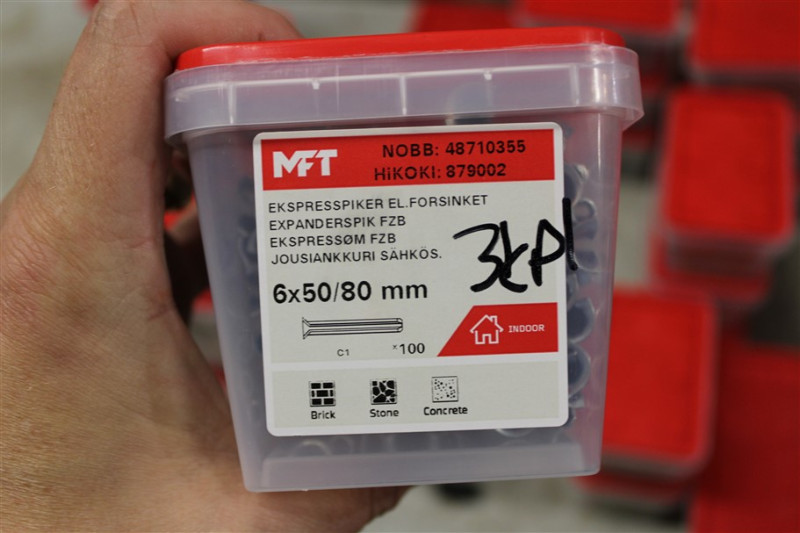 MFT
NOBB: 48710355
HiKOKI: 879002
EKSPRESSPIKER EL.FORSINKET
EXPANDERSPIK FZB
EKSPRESSØM FZB
JOUSIANKKURI SÄHKÖS.
3kpl
6x50/80 mm
INDOOR
C1
x100
Brick
Stone
Concrete